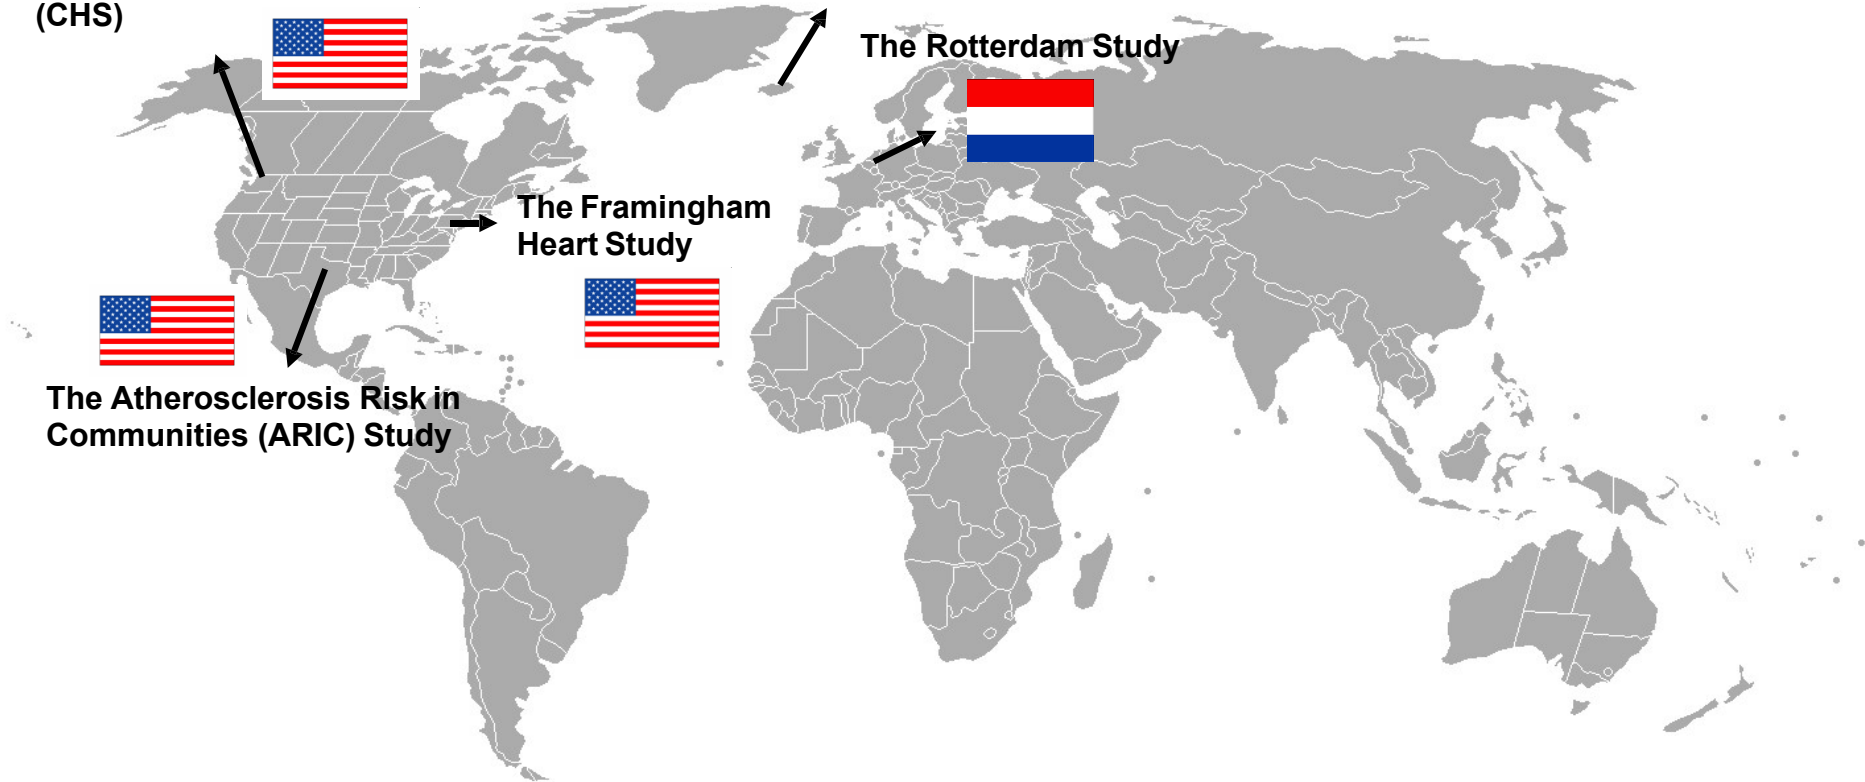 (CHS)
The Rotterdam Study
The Framingham
Heart Study
The Atherosclerosis Risk in
Communities (ARIC) Study